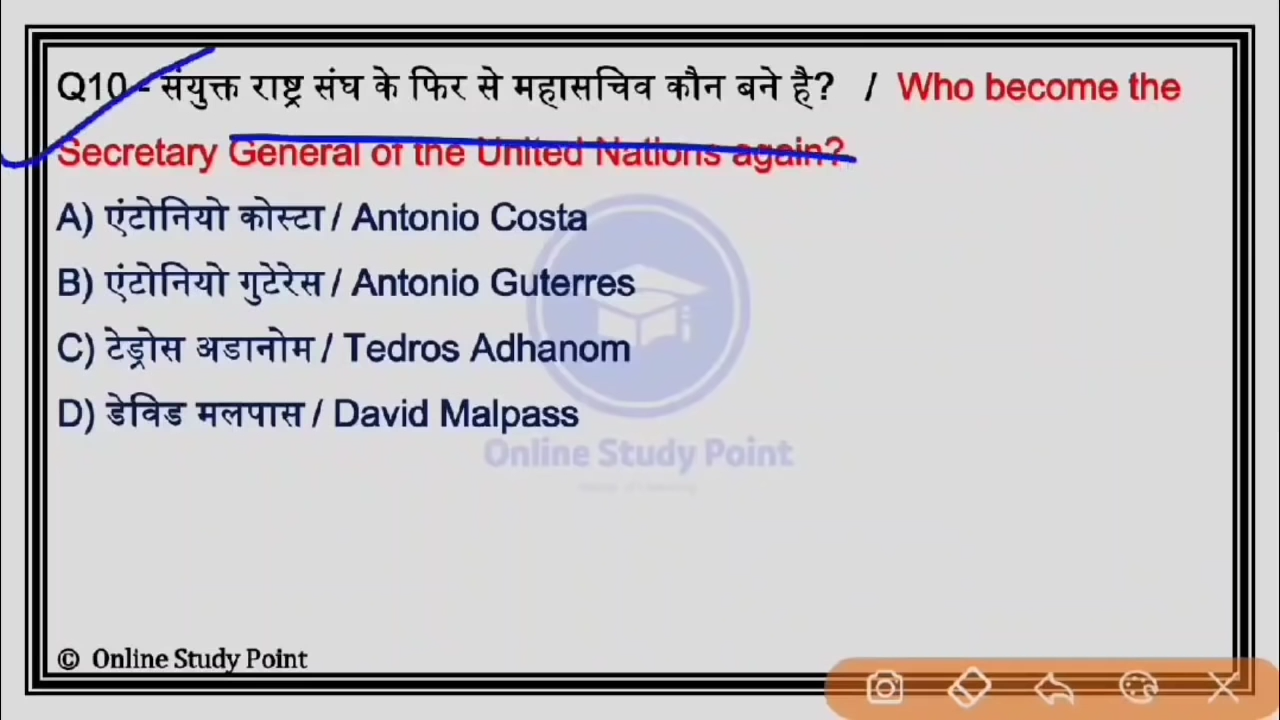 Q10 - संयुक्त राष्ट्र संघ के फिर से महासचिव कौन बने है? / Who become the
Secretary General of the United Nations again?
A) एंटोनियो कोस्टा / Antonio Costa
B) एंटोनियो गुटेरेस / Antonio Guterres
C) टेड्रोस अडानोम / Tedros Adhanom
D) डेविड मलपास / David Malpass
Online Study Point
© Online Study Point